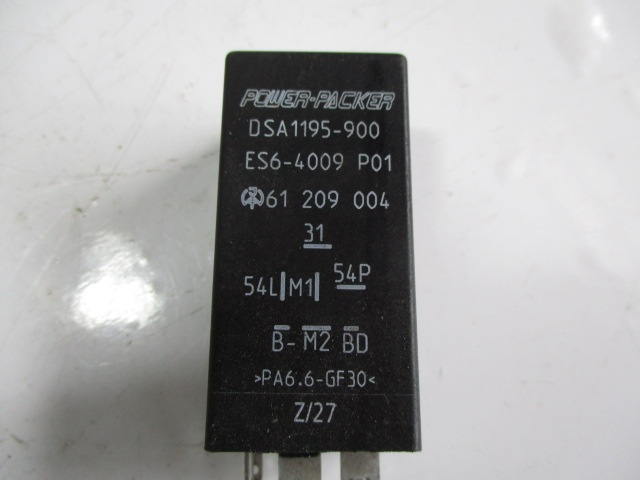 POWER-PACKER
DSA1195-900
ES6-4009 P01
61 209 004
31
54L M1 54P
B- M2 BD
>PA6.6-GF30<
Z/27